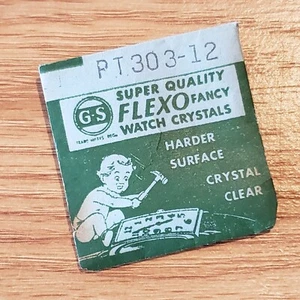 PT303-12
G-S
SUPER QUALITY
FLEXO FANCY
WATCH CRYSTALS
HARDER
SURFACE
CRYSTAL
CLEAR